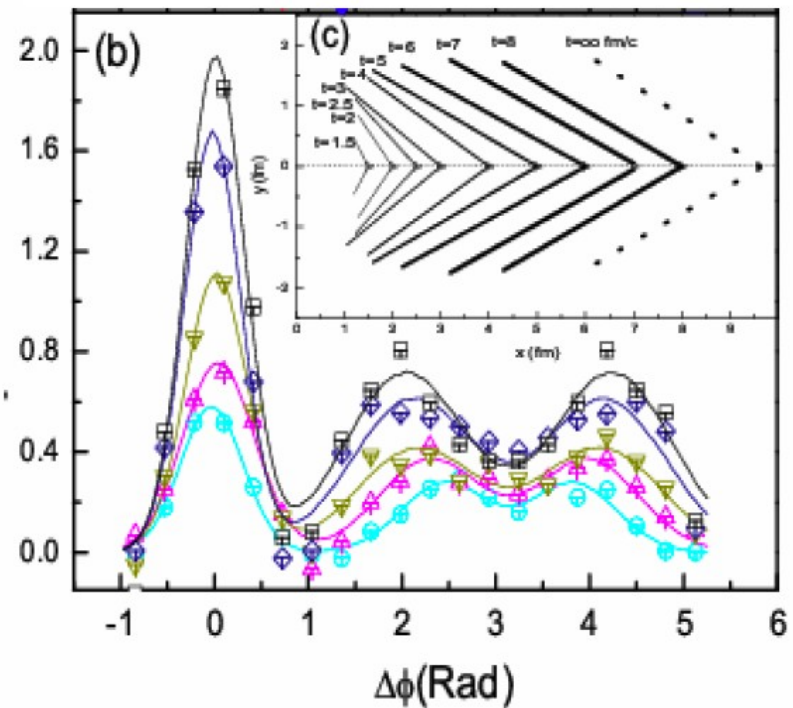 (b)
2.0
1.6
1.2
0.8
0.4
0.0
-1 0 1 2 3 4 5 6
Δϕ(Rad)
(c)
t=1.5
t=2
t=2.5
t=3
t=4
t=5
t=6
t=7
t=8
t=∞ fm/c
y (fm)
2
1
0
-1
-2
0 1 2 3 4 5 6 7 8 9
x (fm)